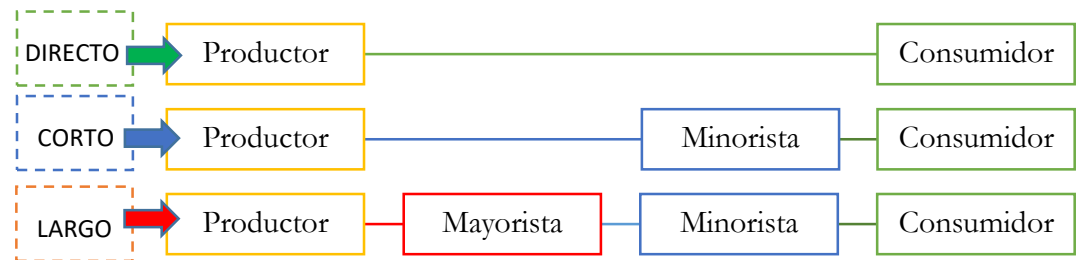 DIRECTO Productor Consumidor
CORTO Productor Minorista Consumidor
LARGO Productor Mayorista Minorista Consumidor